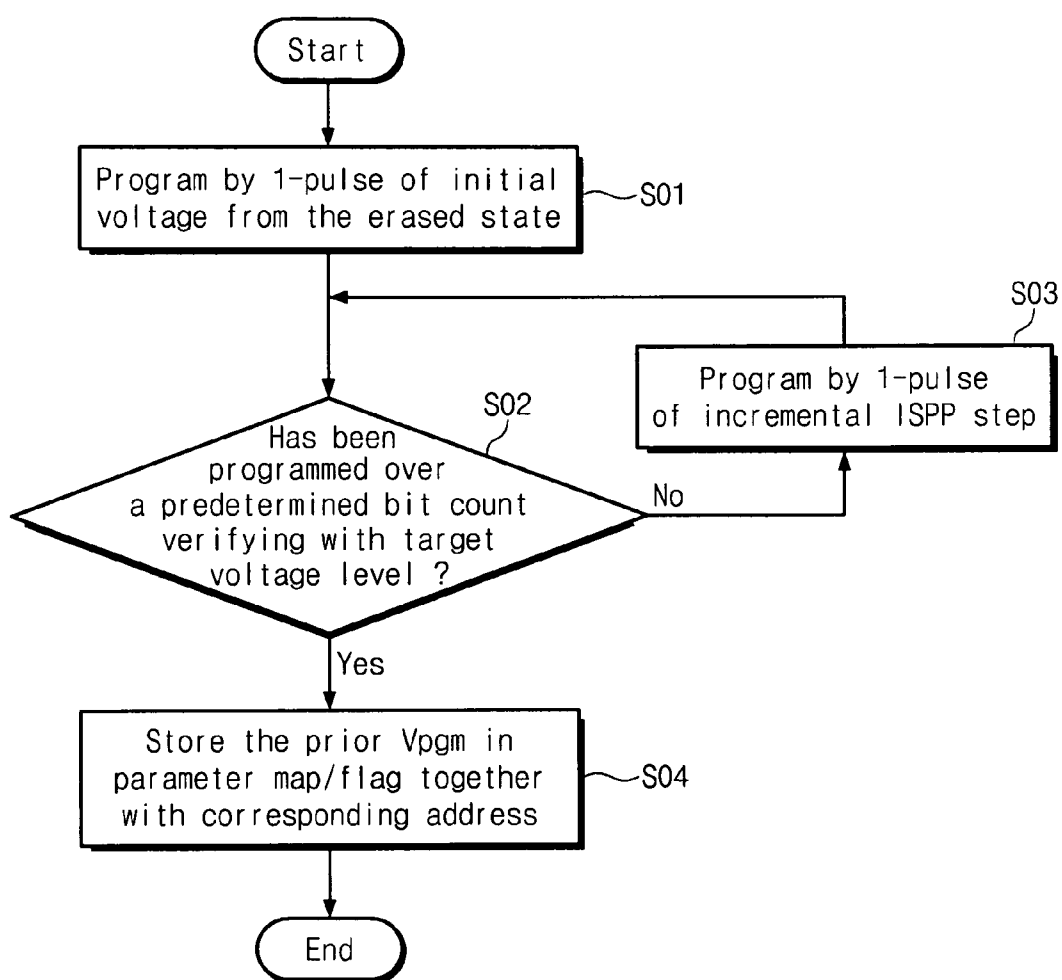 Start
Program by 1-pulse of initial
voltage from the erased state
S01
S03
Program by 1-pulse
of incremental ISPP step
S02
Has been
programmed over
a predetermined bit count
verifying with target
voltage level ?
No
Yes
Store the prior Vpgm in
parameter map/flag together
with corresponding address
S04
End